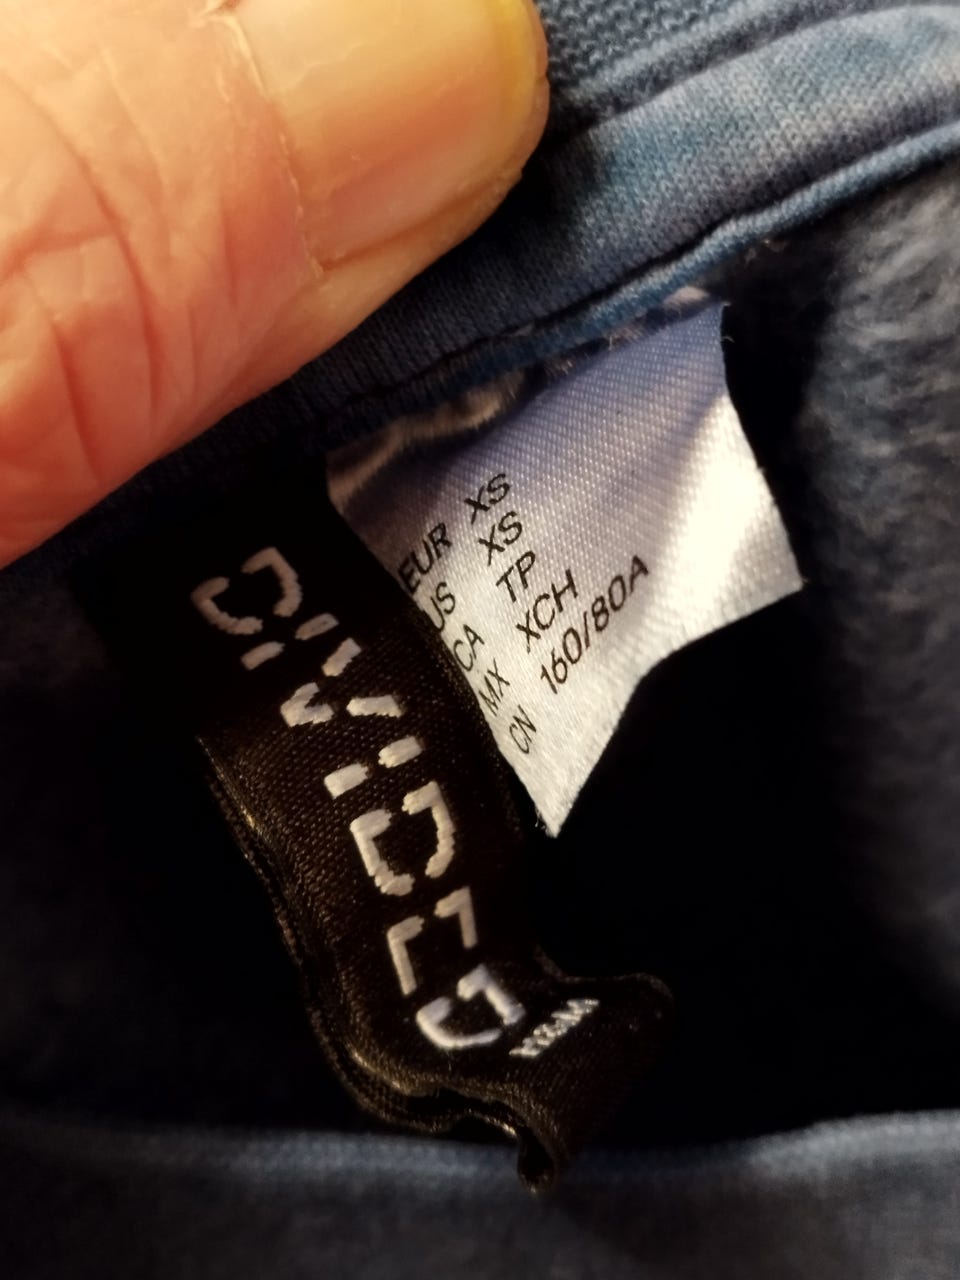 DIVIDED
H&M
EUR XS
US XS
CA TP
MX XCH
CN 160/80A